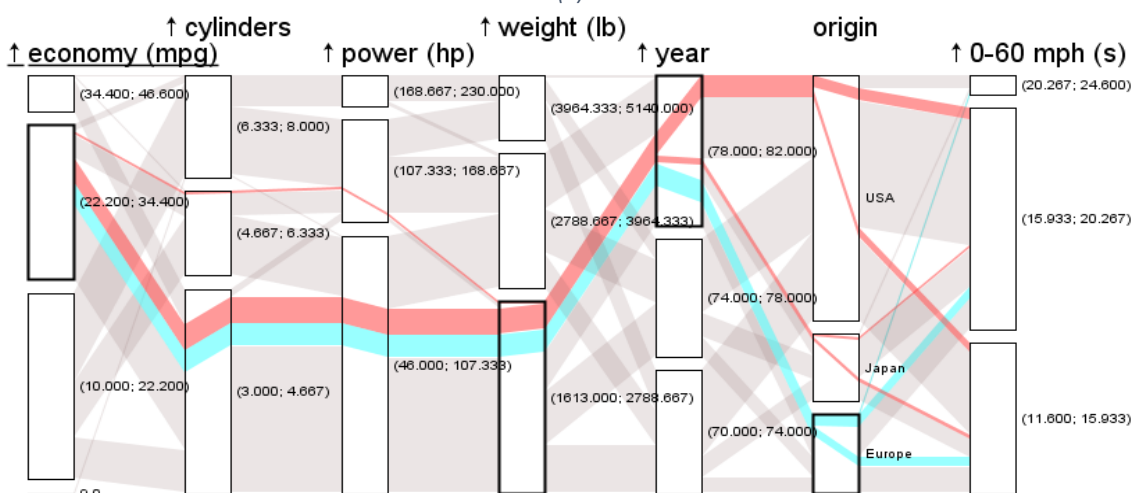 ↑ cylinders
↑ weight (lb)
origin
↑ economy (mpg)
↑ power (hp)
↑ year
↑ 0-60 mph (s)
(34.400; 46.600)
(168.667; 230.000)
(3964.333; 5140.000)
(20.267; 24.600)
(6.333; 8.000)
(107.333; 168.667)
(78.000; 82.000)
(22.200; 34.400)
(4.667; 6.333)
(2788.667; 3964.333)
USA
(15.933; 20.267)
(74.000; 78.000)
(10.000; 22.200)
(3.000; 4.667)
(46.000; 107.333)
(1613.000; 2788.667)
Japan
(11.600; 15.933)
(70.000; 74.000)
Europe